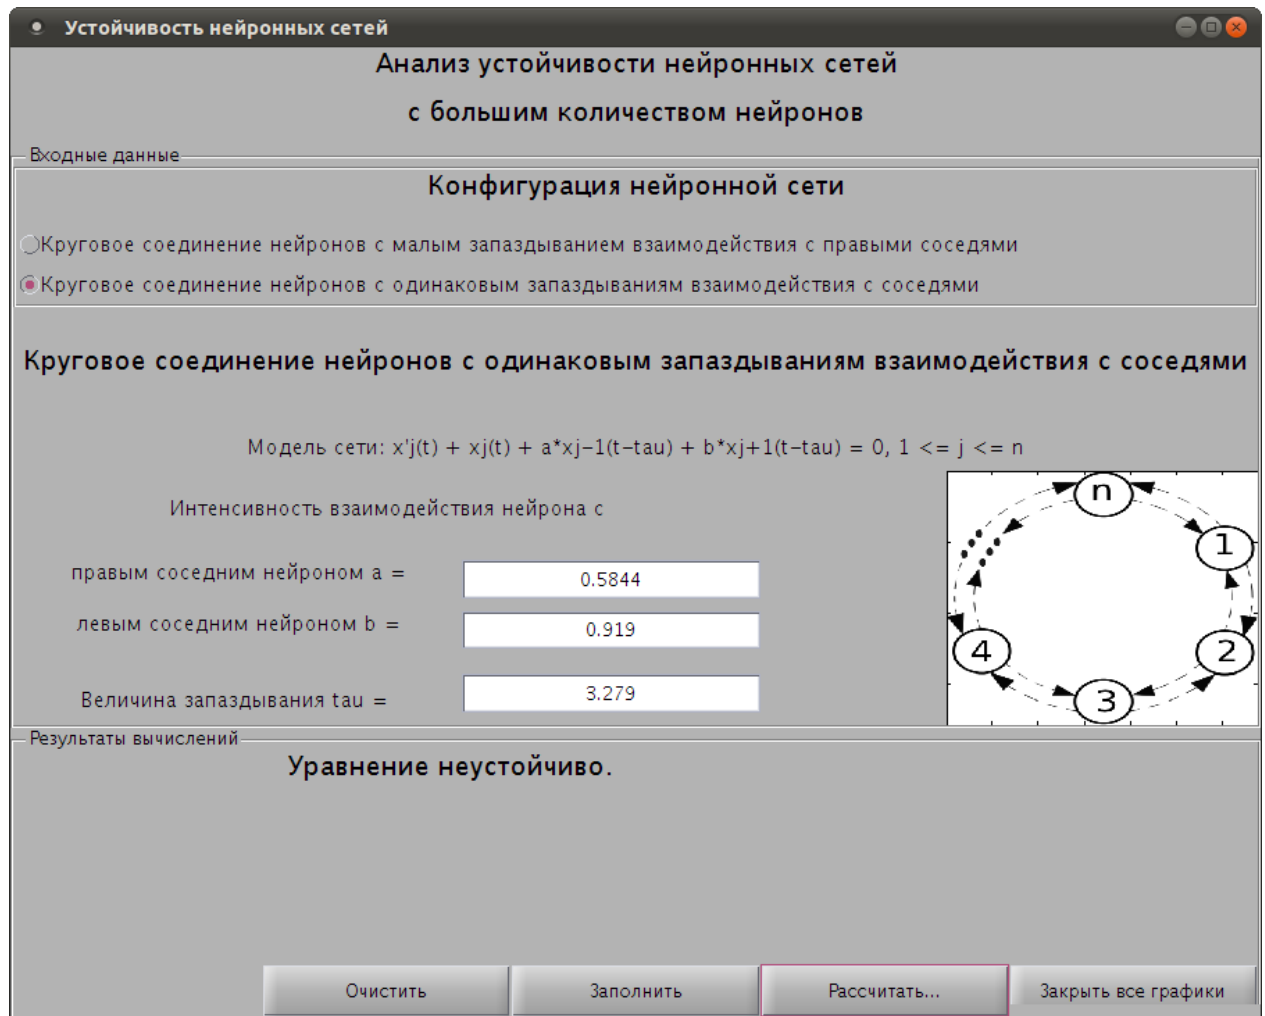 Устойчивость нейронных сетей
Анализ устойчивости нейронных сетей
с большим количеством нейронов
Входные данные
Конфигурация нейронной сети
Круговое соединение нейронов с малым запаздыванием взаимодействия с правыми соседями
Круговое соединение нейронов с одинаковым запаздываниям взаимодействия с соседями
Круговое соединение нейронов с одинаковым запаздываниям взаимодействия с соседями
Модель сети: x'j(t) + xj(t) + a*xj−1(t−tau) + b*xj+1(t−tau) = 0, 1 <= j <= n
Интенсивность взаимодействия нейрона с
правым соседним нейроном a =
0.5844
левым соседним нейроном b =
0.919
Величина запаздывания tau =
3.279
n
1
2
3
4
Результаты вычислений
Уравнение неустойчиво.
Очистить
Заполнить
Рассчитать...
Закрыть все графики